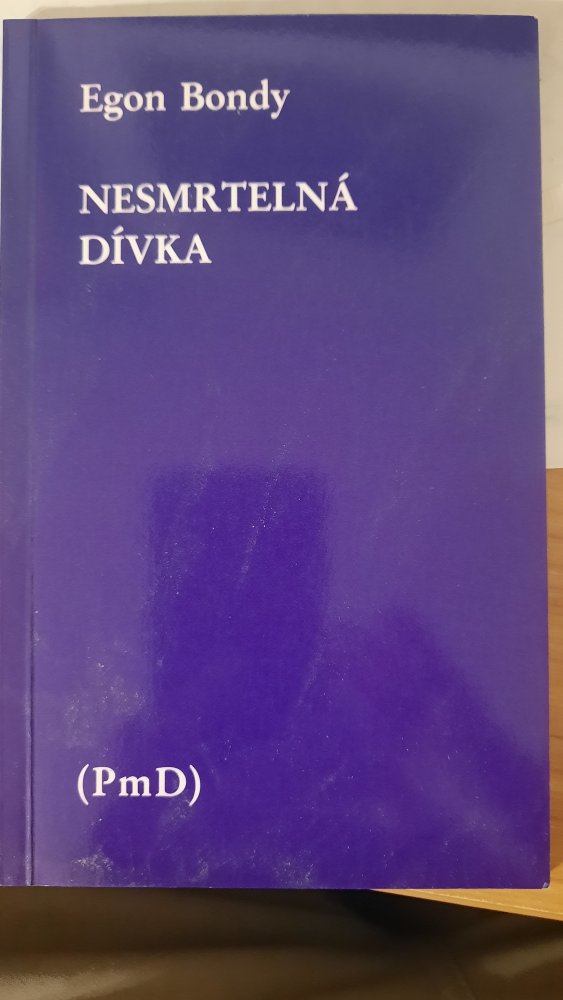 Egon Bondy
NESMRTELNÁ
DÍVKA
(PmD)